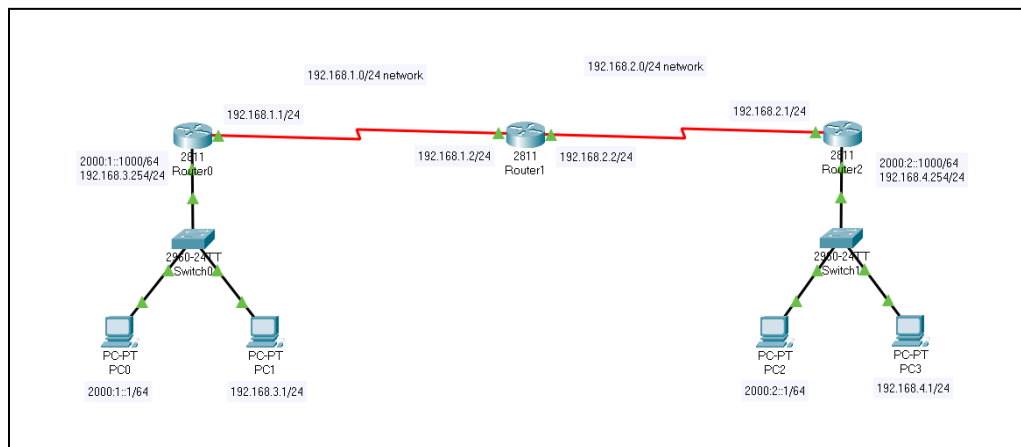 192.168.1.0/24 network
192.168.2.0/24 network
192.168.1.1/24
192.168.2.1/24
2811
Router0
192.168.1.2/24
2811
Router1
192.168.2.2/24
2811
Router2
2000:1::1000/64
192.168.3.254/24
2000:2::1000/64
192.168.4.254/24
2960-24TT
Switch0
2960-24TT
Switch1
PC-PT
PC0
PC-PT
PC1
PC-PT
PC2
PC-PT
PC3
2000:1::1/64
192.168.3.1/24
2000:2::1/64
192.168.4.1/24